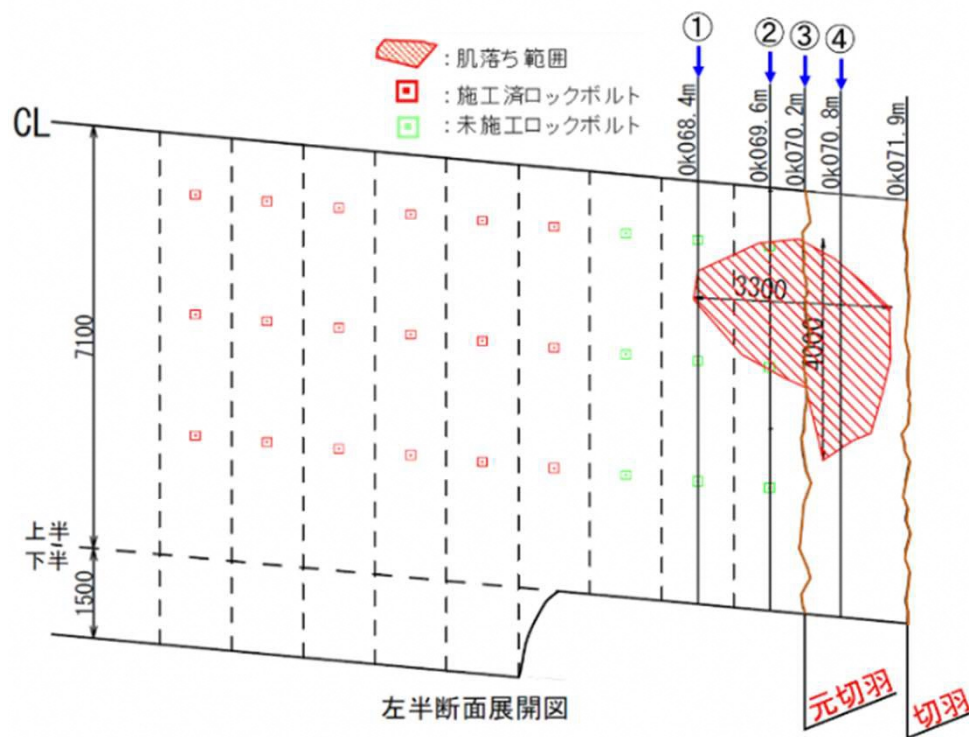 ① ② ③ ④
：肌落ち範囲
：施工済ロックボルト
：未施工ロックボルト
CL
0k068.4m
0k069.6m
0k070.2m
0k070.8m
0k071.9m
3300
4000
7100
上半
下半
1500
左半断面展開図
元切羽
切羽